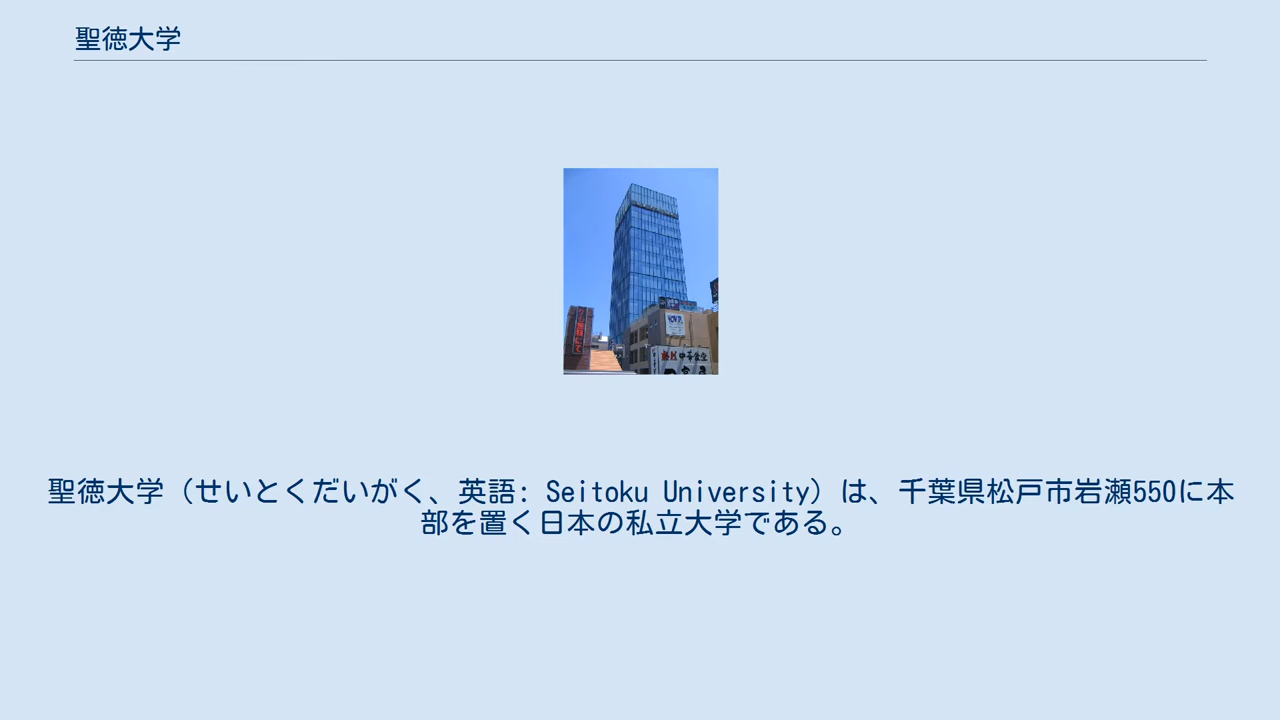 聖徳大学
聖徳大学（せいとくだいがく、英語: Seitoku University）は、千葉県松戸市岩瀬550に本
部を置く日本の私立大学である。